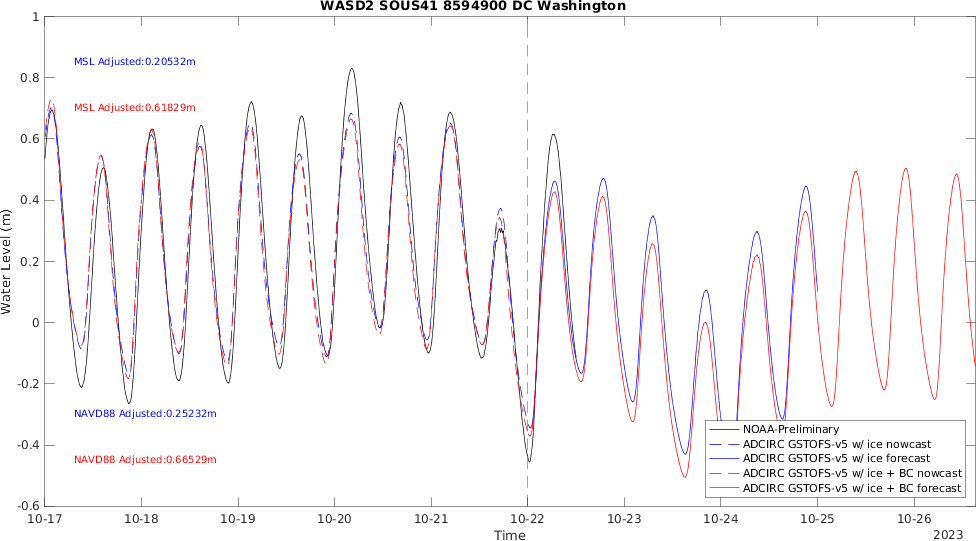 WASD2 SOUS41 8594900 DC Washington
1
0.8
0.6
0.4
0.2
0
-0.2
-0.4
-0.6
Water Level (m)
MSL Adjusted:0.20532m
MSL Adjusted:0.61829m
NAVD88 Adjusted:0.25232m
NAVD88 Adjusted:0.66529m
NOAA-Preliminary
ADCIRC GSTOFS-v5 w/ ice nowcast
ADCIRC GSTOFS-v5 w/ ice forecast
ADCIRC GSTOFS-v5 w/ ice + BC nowcast
ADCIRC GSTOFS-v5 w/ ice + BC forecast
10-17 10-18 10-19 10-20 10-21 10-22 10-23 10-24 10-25 10-26
Time
2023